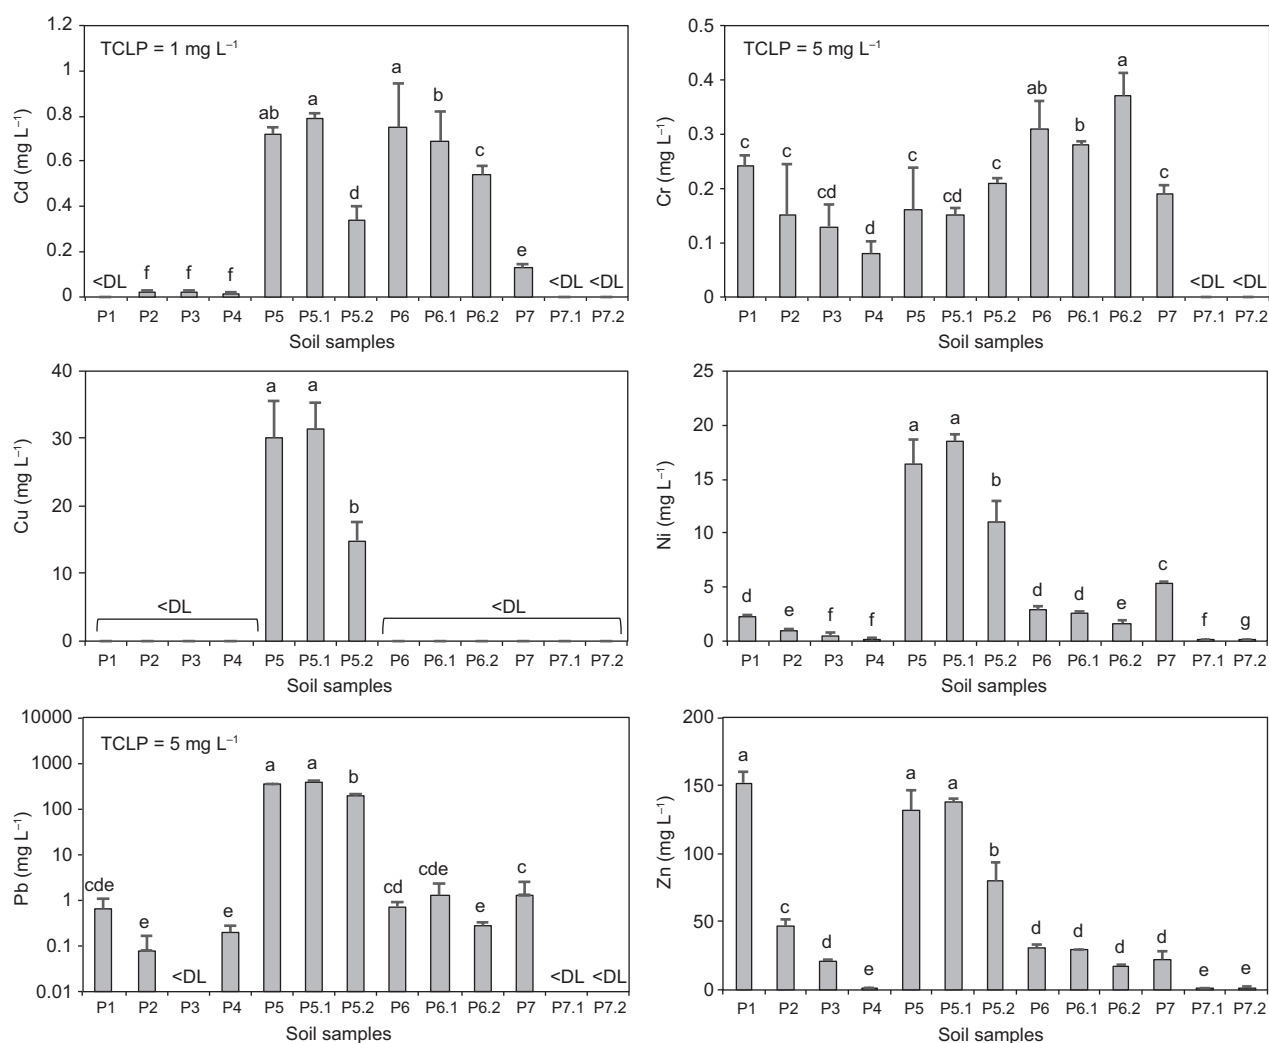 TCLP = 1 mg L⁻¹
Cd (mg L⁻¹)
1.2
1
0.8
0.6
0.4
0.2
0
<DL f f f ab a d a b c e <DL <DL
P1 P2 P3 P4 P5 P5.1 P5.2 P6 P6.1 P6.2 P7 P7.1 P7.2
Soil samples
TCLP = 5 mg L⁻¹
Cr (mg L⁻¹)
0.5
0.4
0.3
0.2
0.1
0
c c cd d c cd c ab b a c <DL <DL
P1 P2 P3 P4 P5 P5.1 P5.2 P6 P6.1 P6.2 P7 P7.1 P7.2
Soil samples
Cu (mg L⁻¹)
40
30
20
10
0
<DL a a b <DL
P1 P2 P3 P4 P5 P5.1 P5.2 P6 P6.1 P6.2 P7 P7.1 P7.2
Soil samples
Ni (mg L⁻¹)
25
20
15
10
5
0
d e f f a a b d d e c f g
P1 P2 P3 P4 P5 P5.1 P5.2 P6 P6.1 P6.2 P7 P7.1 P7.2
Soil samples
TCLP = 5 mg L⁻¹
Pb (mg L⁻¹)
10000
1000
100
10
1
0.1
0.01
cde e <DL e a a b cd cde e c <DL <DL
P1 P2 P3 P4 P5 P5.1 P5.2 P6 P6.1 P6.2 P7 P7.1 P7.2
Soil samples
Zn (mg L⁻¹)
200
150
100
50
0
a c d e a a b d d d d e e
P1 P2 P3 P4 P5 P5.1 P5.2 P6 P6.1 P6.2 P7 P7.1 P7.2
Soil samples